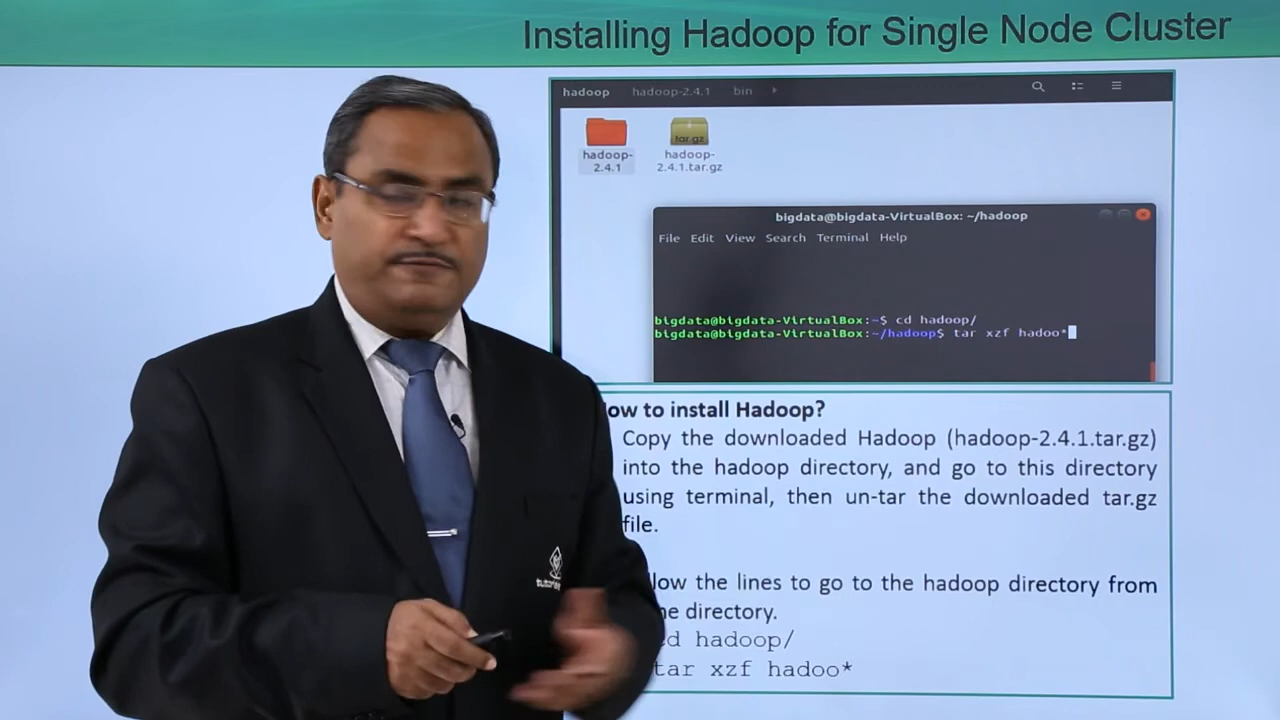 Installing Hadoop for Single Node Cluster
hadoop hadoop-2.4.1 bin
hadoop-
2.4.1
tar.gz
hadoop-
2.4.1.tar.gz
bigdata@bigdata-VirtualBox: ~/hadoop
File Edit View Search Terminal Help
bigdata@bigdata-VirtualBox:~$ cd hadoop/
bigdata@bigdata-VirtualBox:~/hadoop$ tar xzf hadoo*
ow to install Hadoop?
Copy the downloaded Hadoop (hadoop-2.4.1.tar.gz)
into the hadoop directory, and go to this directory
using terminal, then un-tar the downloaded tar.gz
file.
low the lines to go to the hadoop directory from
e directory.
d hadoop/
tar xzf hadoo*